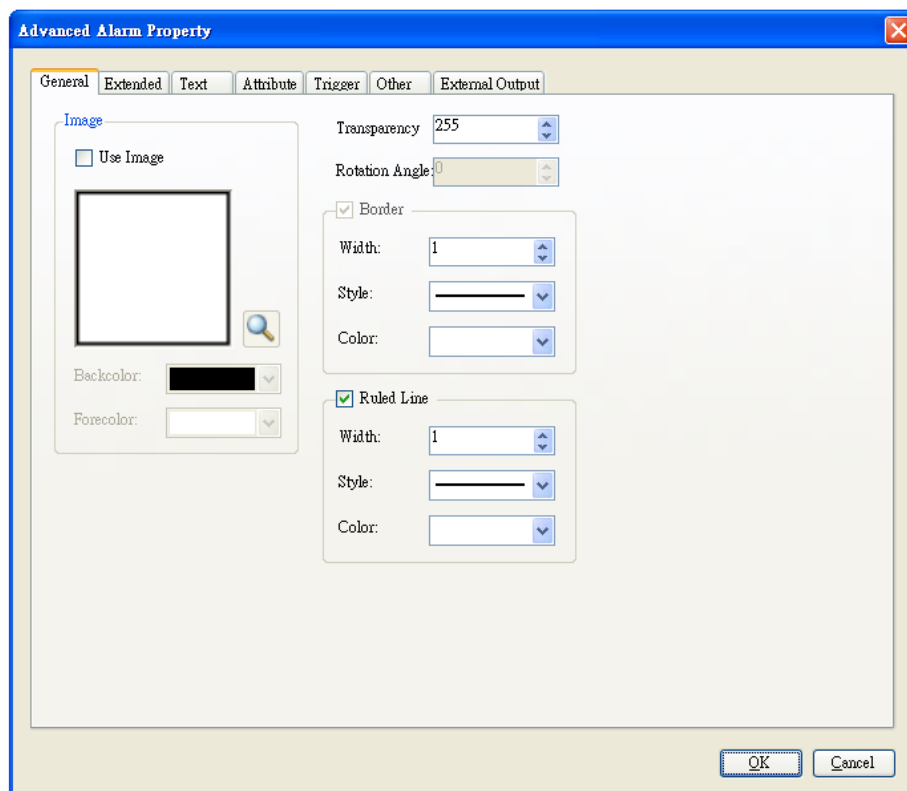 Advanced Alarm Property
General Extended Text Attribute Trigger Other External Output
Image
Use Image
Backcolor:
Forecolor:
Transparency 255
Rotation Angle: 0
Border
Width: 1
Style:
Color:
Ruled Line
Width: 1
Style:
Color:
OK Cancel